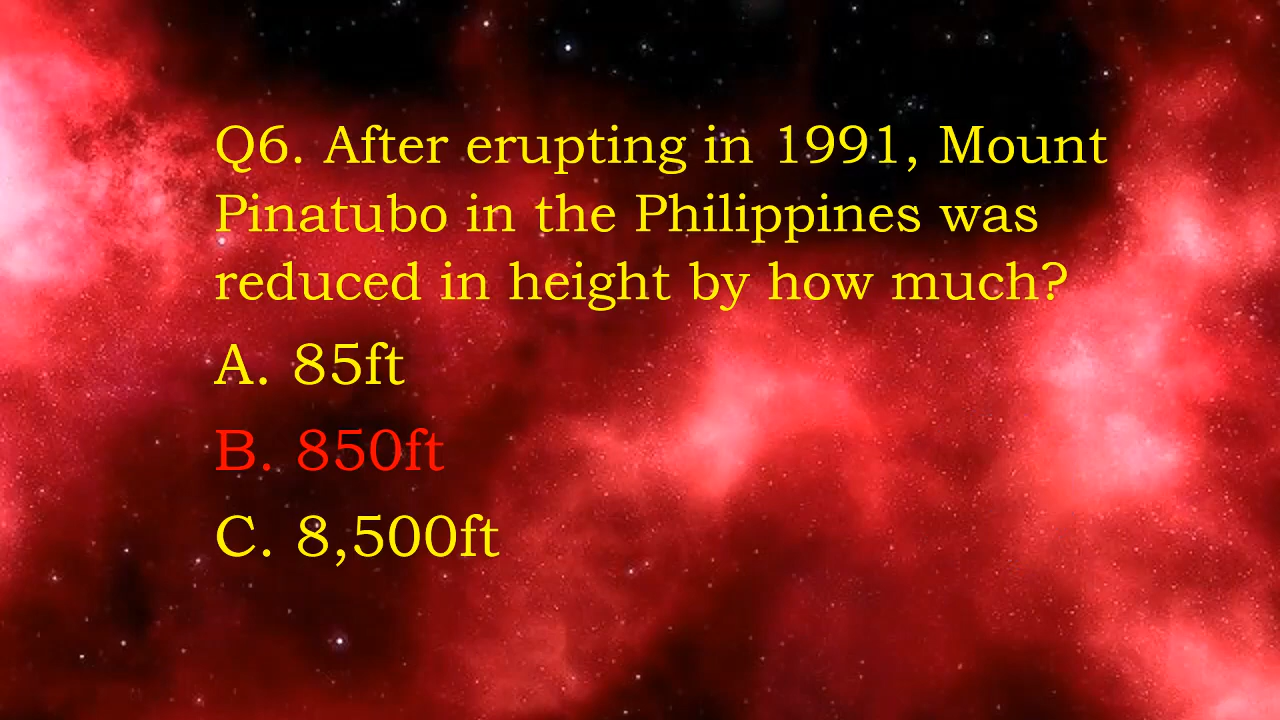 Q6. After erupting in 1991, Mount
Pinatubo in the Philippines was
reduced in height by how much?
A. 85ft
B. 850ft
C. 8,500ft